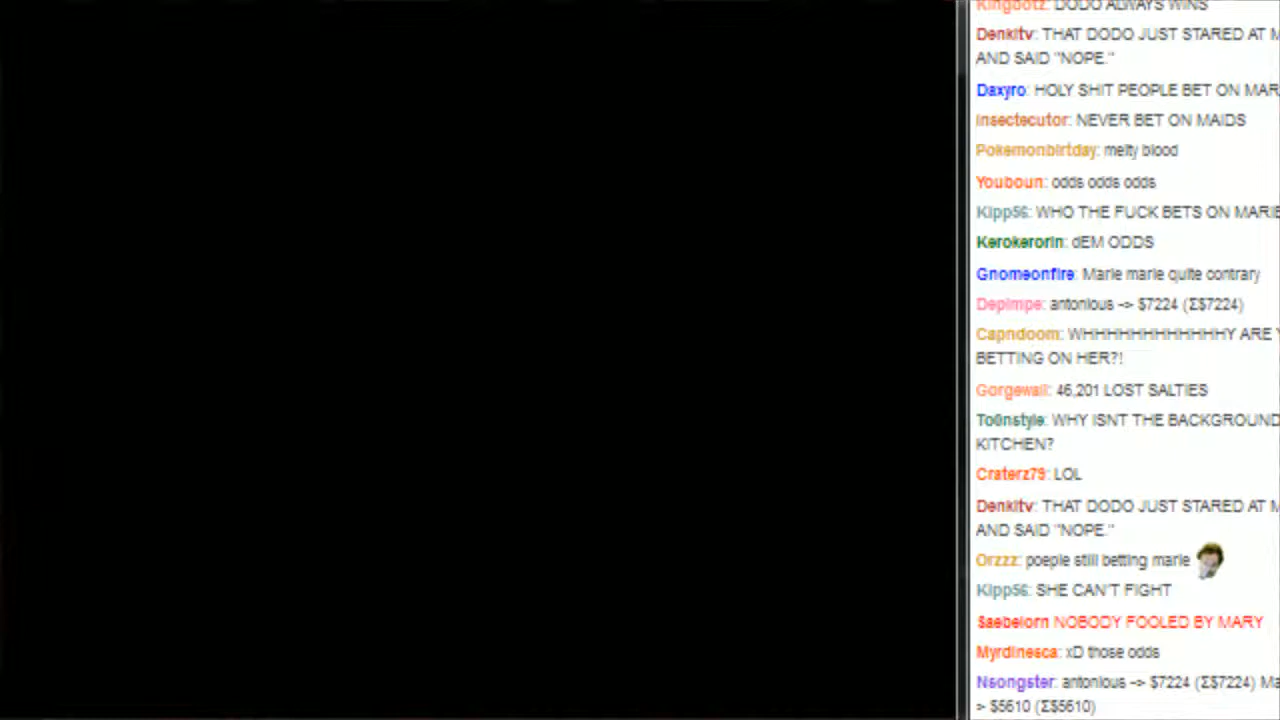 Kingootz: DODO ALWAYS WINS
Denkitv: THAT DODO JUST STARED AT
AND SAID "NOPE."
Daxyro: HOLY SHIT PEOPLE BET ON MAR
insectecutor: NEVER BET ON MAIDS
Pokemonbirtday: melty blood
Youboun: odds odds odds
Kipp56: WHO THE FUCK BETS ON MARIE
Kerokerorin: dEM ODDS
Gnomeonfire: Marie marie quite contrary
Depimpe: antonious -> $7224 (Σ$7224)
Capndoom: WHHHHHHHHHHHHHY ARE
BETTING ON HER?!
Gorgewall: 46,201 LOST SALTIES
To0nstyle: WHY ISNT THE BACKGROUND
KITCHEN?
Craterz79: LOL
Denkitv: THAT DODO JUST STARED AT
AND SAID "NOPE."
Orzzz: poeple still betting marie
Kipp56: SHE CAN'T FIGHT
Saebelorn NOBODY FOOLED BY MARY
Myrdinesca: xD those odds
Nsongster: antonious -> $7224 (Σ$7224) Ma
> $5610 (Σ$5610)